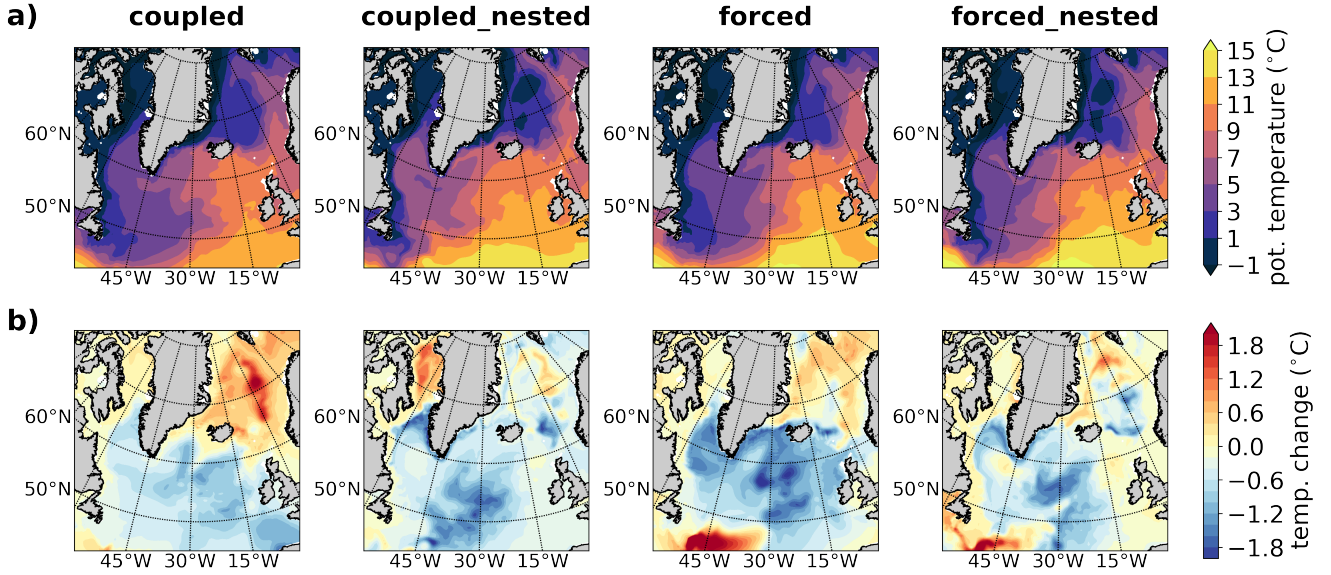 a) coupled coupled_nested forced forced_nested
60°N
50°N
45°W 30°W 15°W
60°N
50°N
45°W 30°W 15°W
60°N
50°N
45°W 30°W 15°W
60°N
50°N
45°W 30°W 15°W
15
13
11
9
7
5
3
1
−1
pot. temperature (°C)
b)
60°N
50°N
45°W 30°W 15°W
60°N
50°N
45°W 30°W 15°W
60°N
50°N
45°W 30°W 15°W
60°N
50°N
45°W 30°W 15°W
1.8
1.2
0.6
0.0
−0.6
−1.2
−1.8
temp. change (°C)